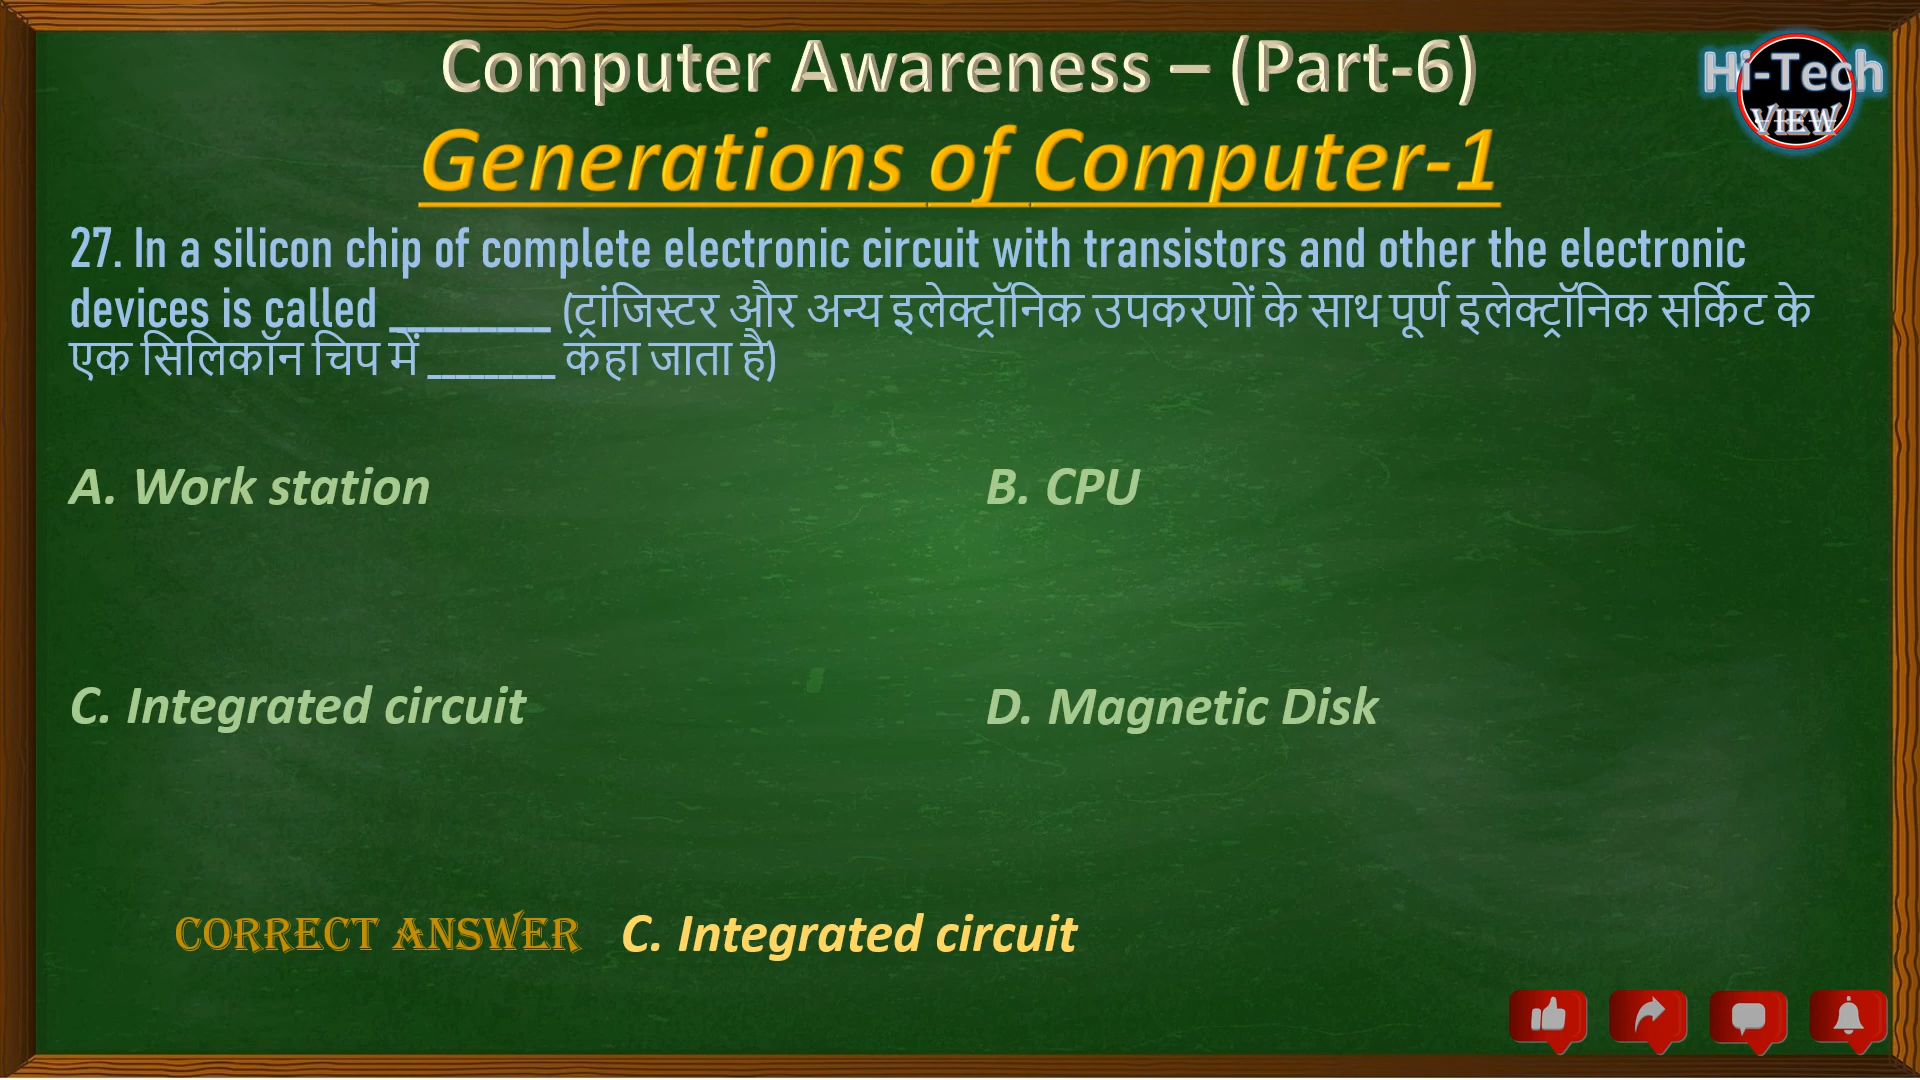 Computer Awareness – (Part-6)
Hi-Tech
VIEW
Generations of Computer-1
27. In a silicon chip of complete electronic circuit with transistors and other the electronic
devices is called _________ (ट्रांजिस्टर और अन्य इलेक्ट्रॉनिक उपकरणों के साथ पूर्ण इलेक्ट्रॉनिक सर्किट के
एक सिलिकॉन चिप में ________ कहा जाता है)
A. Work station
B. CPU
C. Integrated circuit
D. Magnetic Disk
CORRECT ANSWER C. Integrated circuit